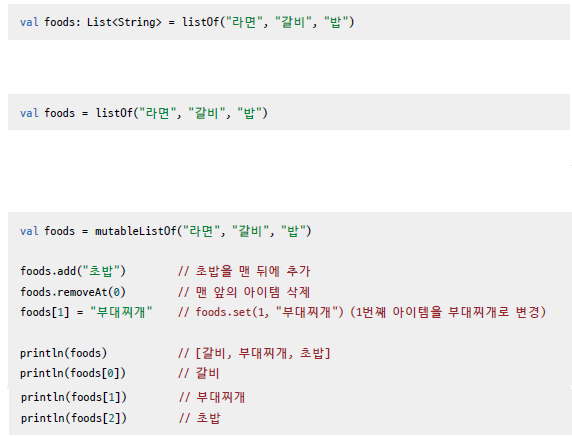 val foods: List<String> = listOf("라면", "갈비", "밥")
val foods = listOf("라면", "갈비", "밥")
val foods = mutableListOf("라면", "갈비", "밥")
foods.add("초밥") // 초밥을 맨 뒤에 추가
foods.removeAt(0) // 맨 앞의 아이템 삭제
foods[1] = "부대찌개" // foods.set(1, "부대찌개") (1번째 아이템을 부대찌개로 변경)
println(foods) // [갈비, 부대찌개, 초밥]
println(foods[0]) // 갈비
println(foods[1]) // 부대찌개
println(foods[2]) // 초밥